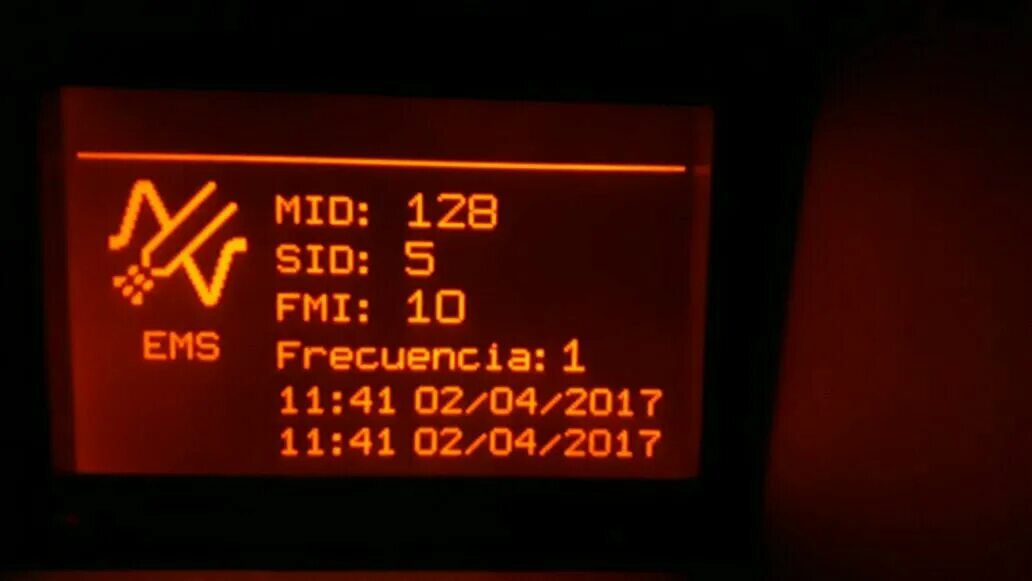 MID: 128
SID: 5
FMI: 10
EMS
Frecuencia: 1
11:41 02/04/2017
11:41 02/04/2017